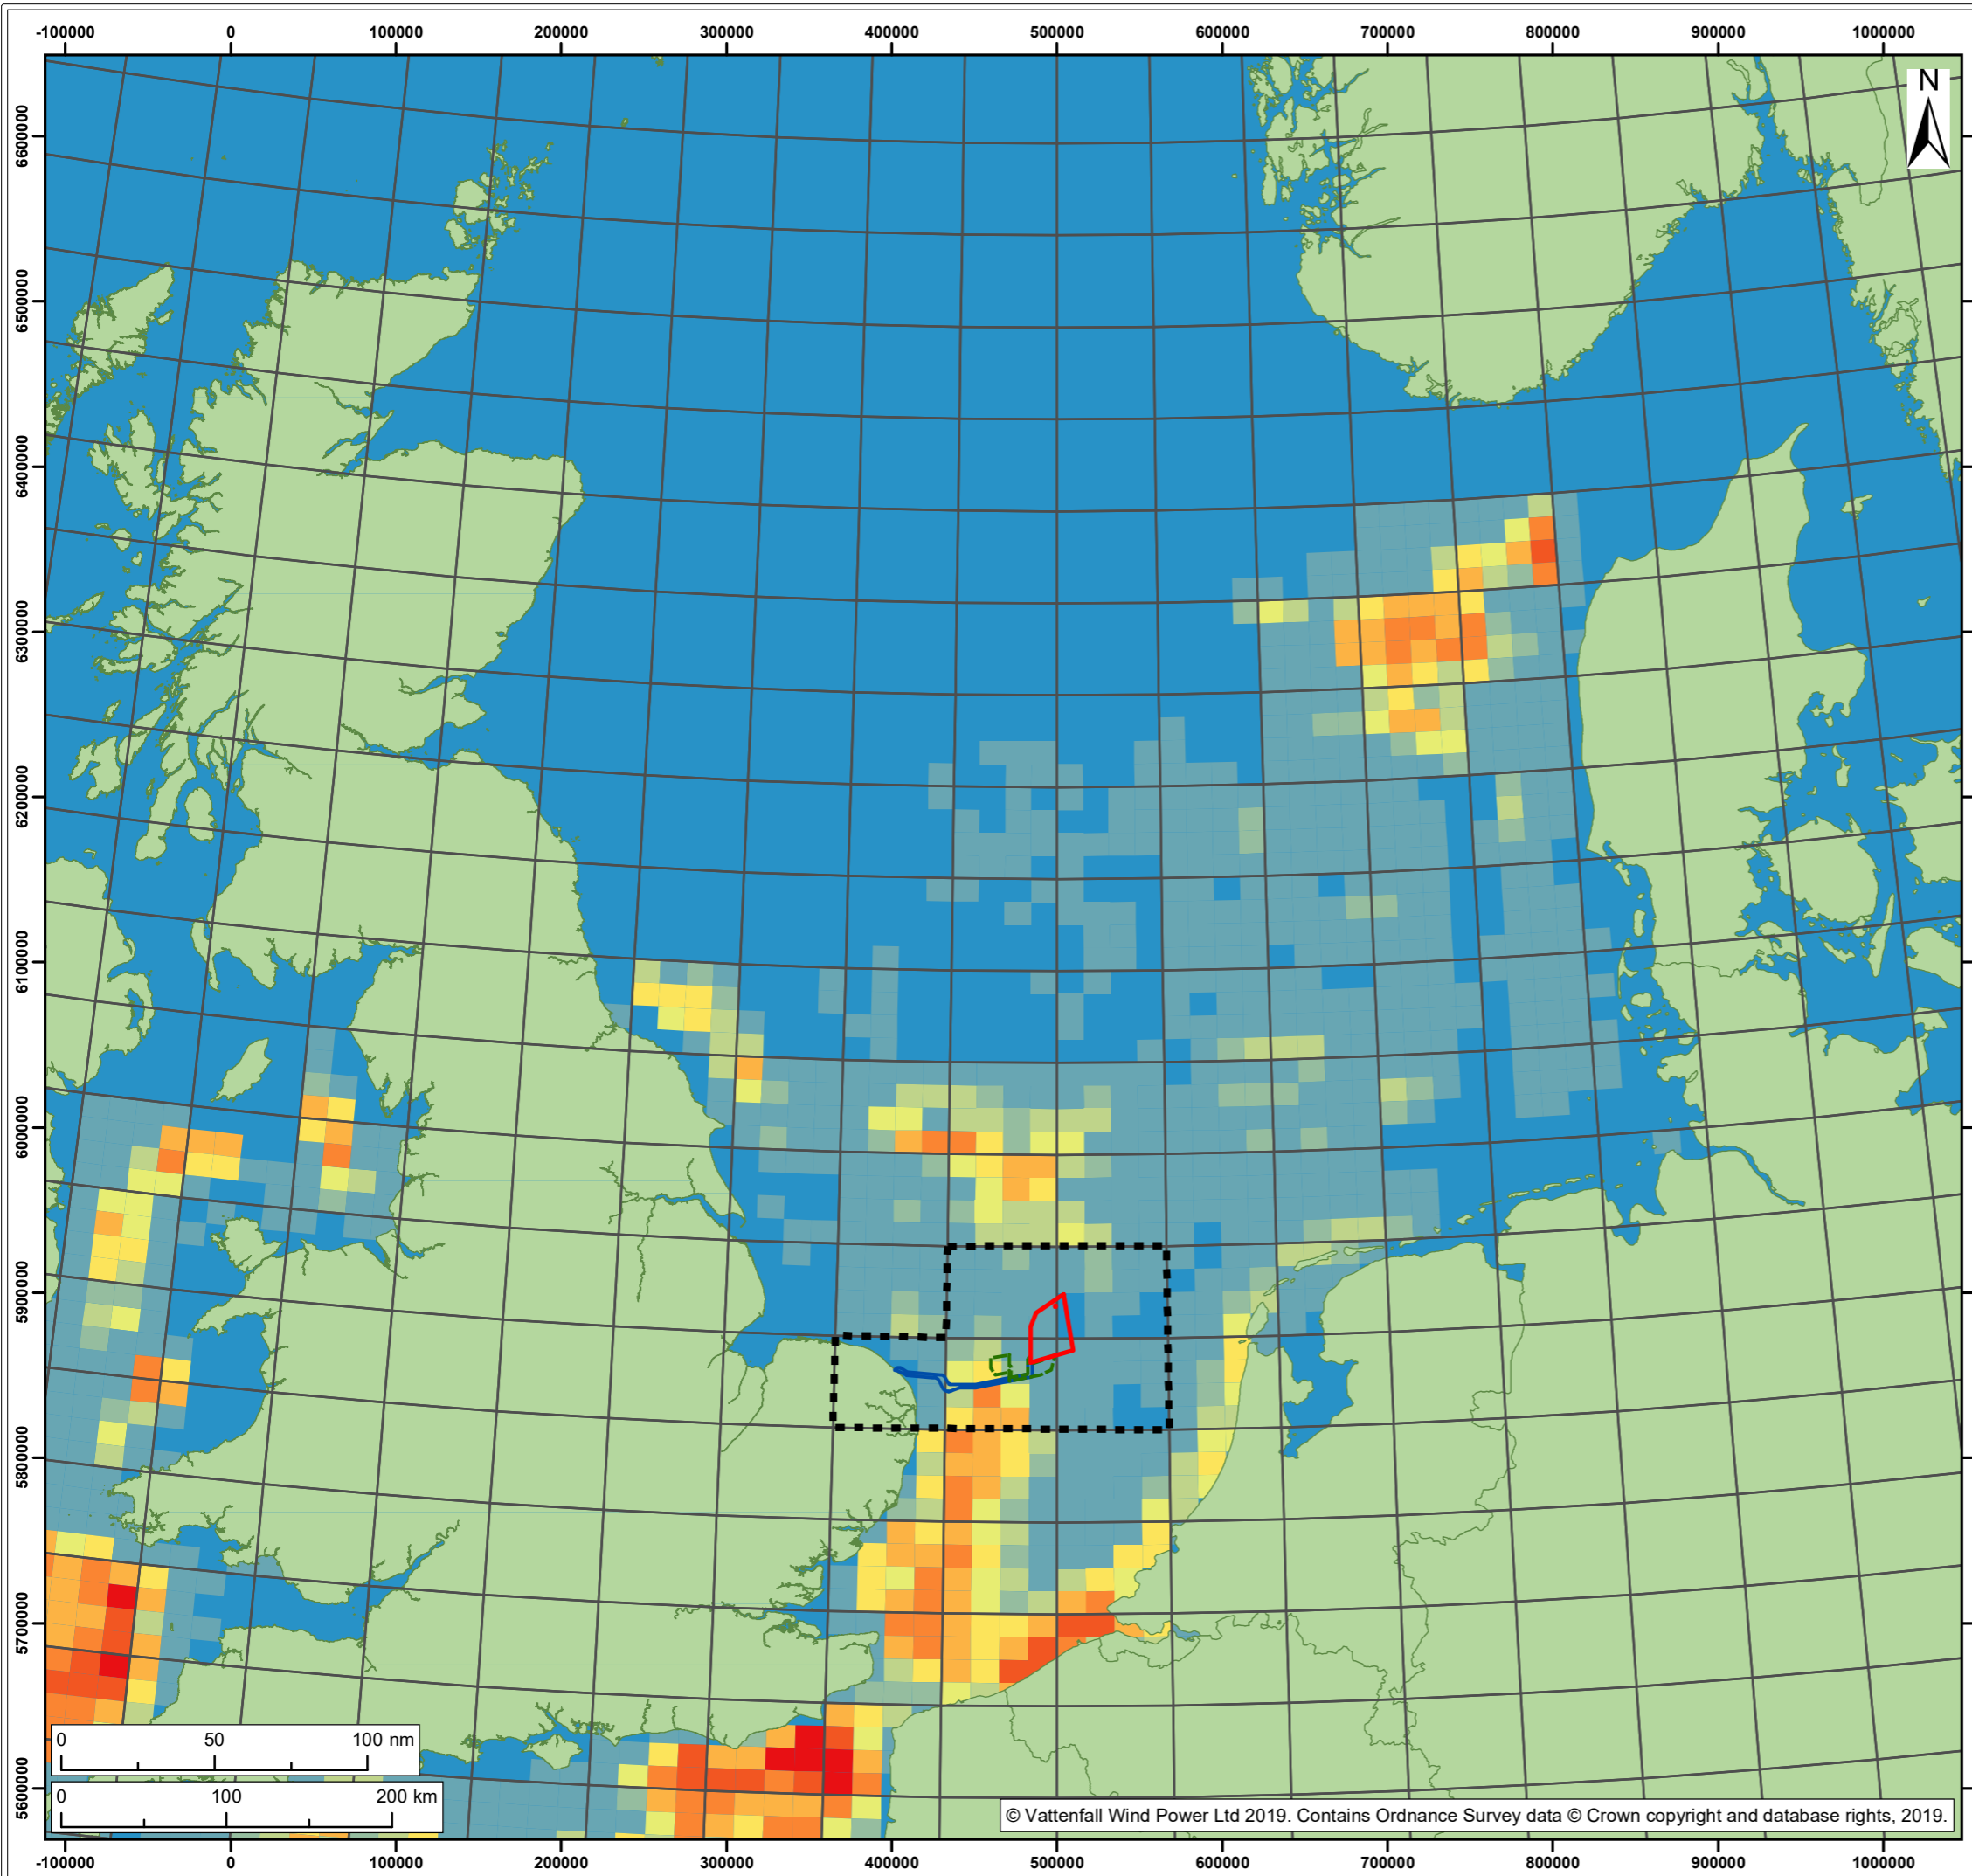 -100000 0 100000 200000 300000 400000 500000 600000 700000 800000 900000 1000000
N
6600000
6500000
6400000
6300000
6200000
6100000
6000000
5900000
5800000
5700000
5600000
0 50 100 nm
0 100 200 km
© Vattenfall Wind Power Ltd 2019. Contains Ordnance Survey data © Crown copyright and database rights, 2019.
-100000 0 100000 200000 300000 400000 500000 600000 700000 800000 900000 1000000